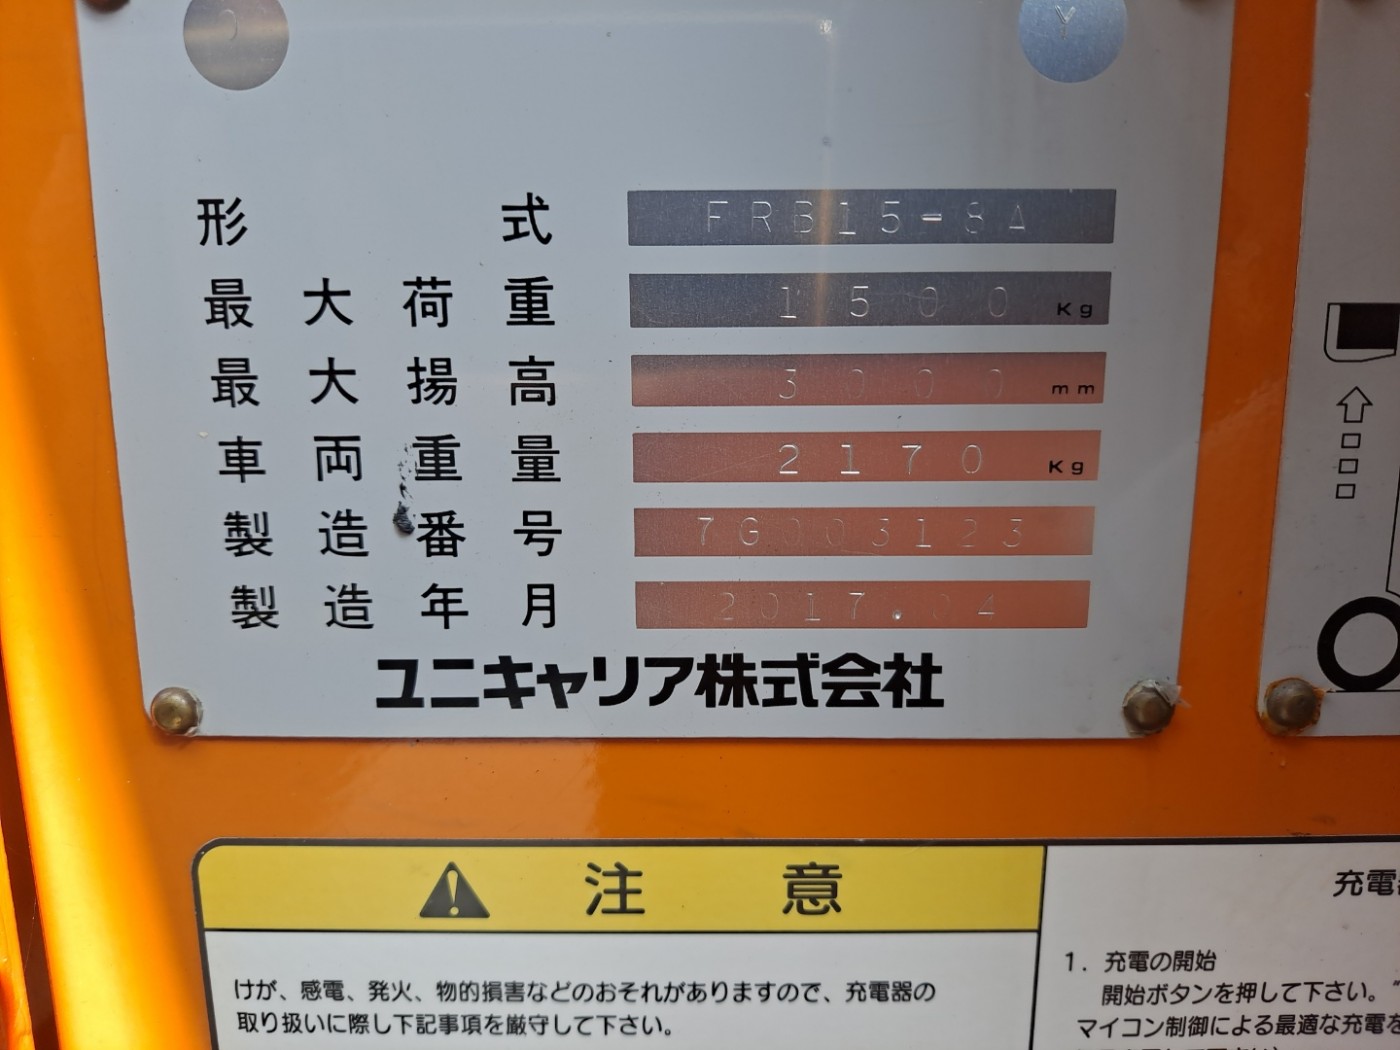 Y
形式 FRB15-8A
最大荷重 1500 Kg
最大揚高 3000 mm
車両重量 2170 Kg
製造番号 7G003123
製造年月 2017.04
ユニキャリア株式会社
注意
けが、感電、発火、物的損害などのおそれがありますので、充電器の
取り扱いに際し下記事項を厳守して下さい。
充電
1. 充電の開始
開始ボタンを押して下さい。"
マイコン制御による最適な充電を